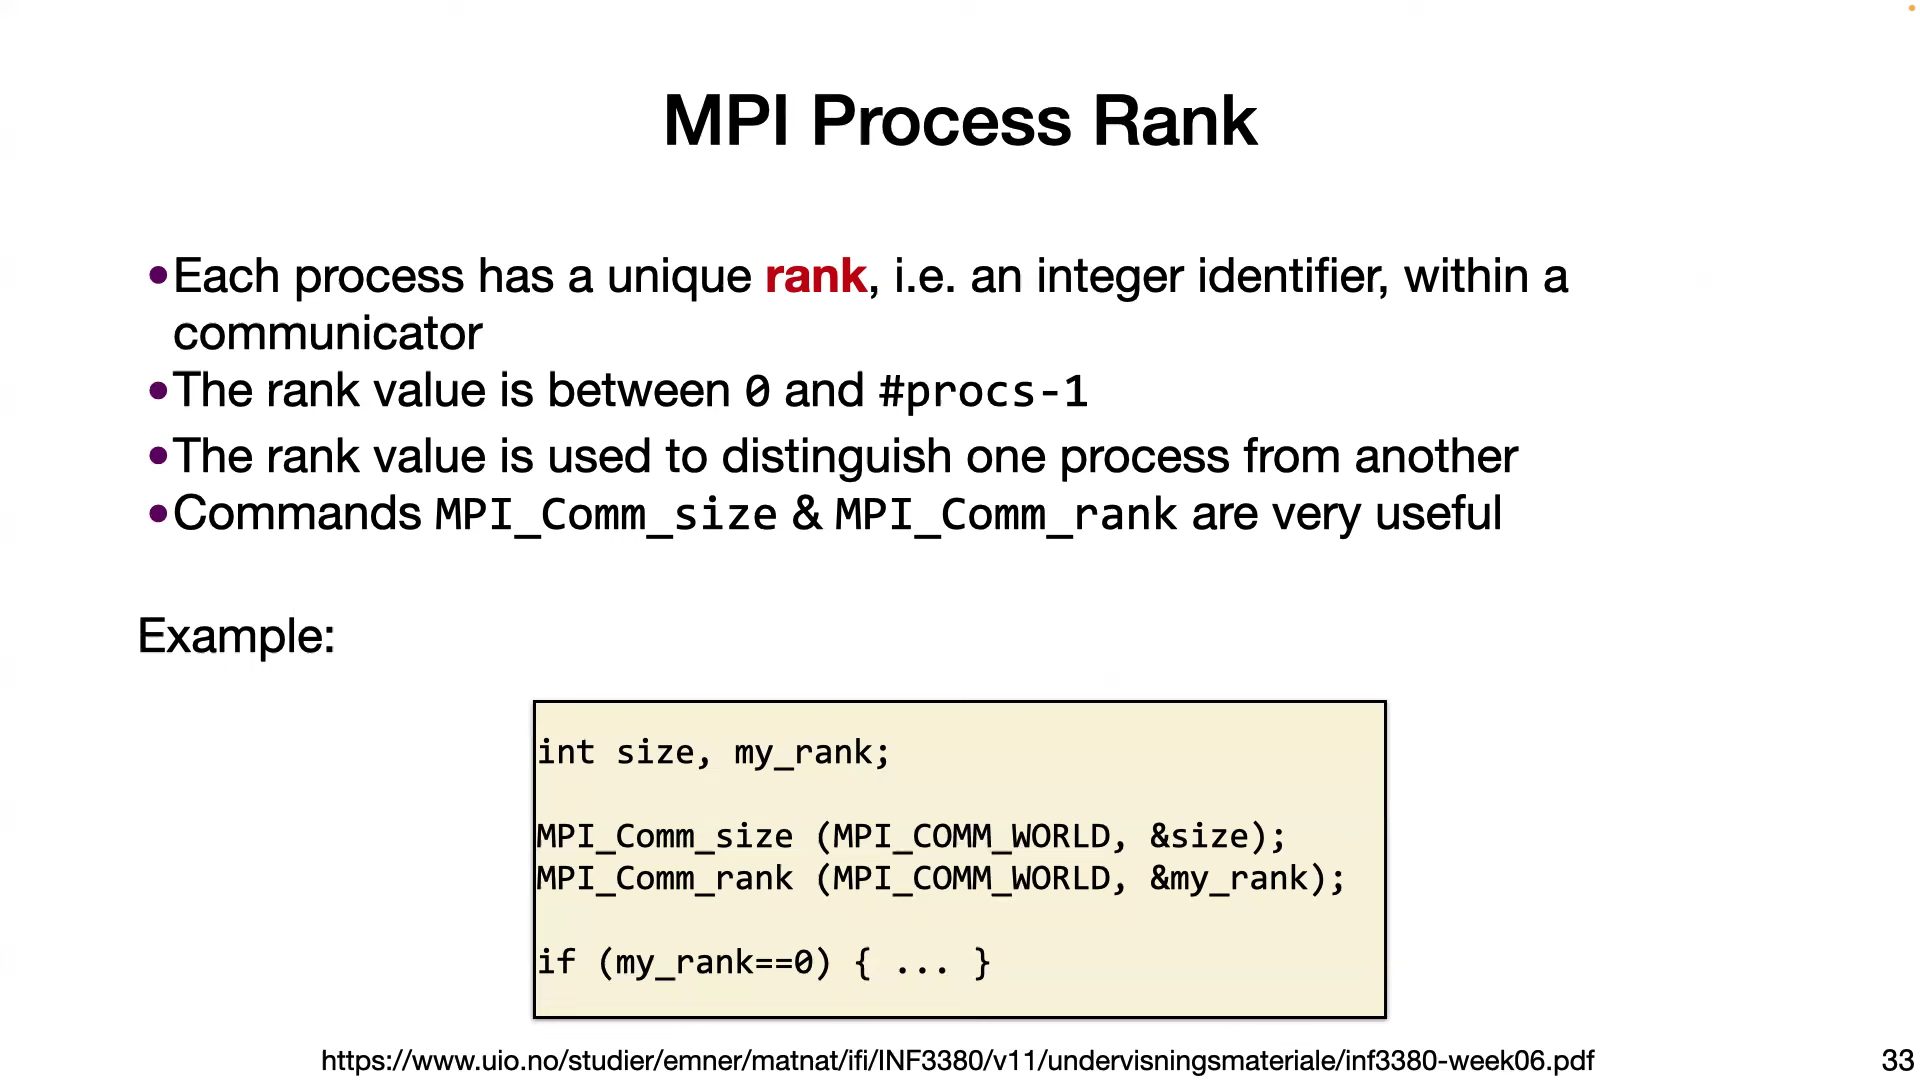 MPI Process Rank
•Each process has a unique rank, i.e. an integer identifier, within a
communicator
•The rank value is between 0 and #procs-1
•The rank value is used to distinguish one process from another
•Commands MPI_Comm_size & MPI_Comm_rank are very useful
Example:
int size, my_rank;
MPI_Comm_size (MPI_COMM_WORLD, &size);
MPI_Comm_rank (MPI_COMM_WORLD, &my_rank);
if (my_rank==0) { ... }
https://www.uio.no/studier/emner/matnat/ifi/INF3380/v11/undervisningsmateriale/inf3380-week06.pdf
33